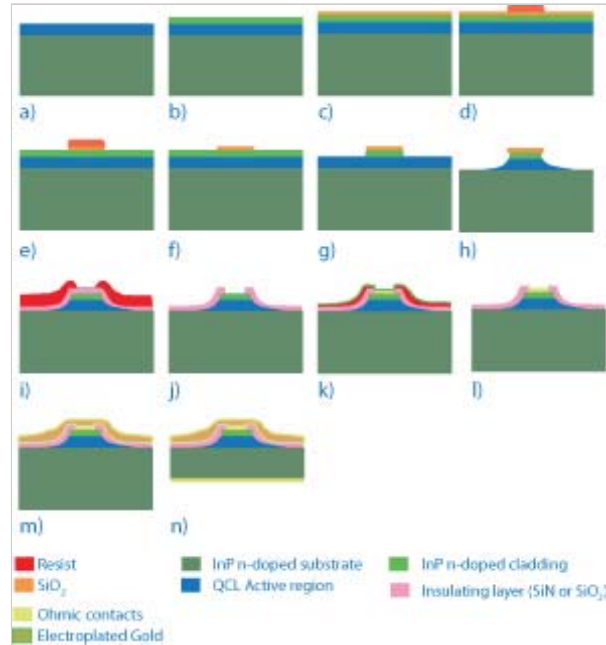 a)
b)
c)
d)
e)
f)
g)
h)
i)
j)
k)
l)
m)
n)
Resist
SiO₂
Ohmic contacts
Electroplated Gold
InP n-doped substrate
QCL Active region
InP n-doped cladding
Insulating layer (SiN or SiO₂)